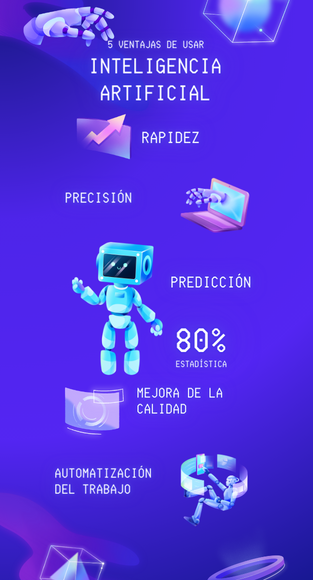 5 VENTAJAS DE USAR
INTELIGENCIA
ARTIFICIAL
RAPIDEZ
PRECISIÓN
PREDICCIÓN
80%
ESTADÍSTICA
MEJORA DE LA
CALIDAD
AUTOMATIZACIÓN
DEL TRABAJO